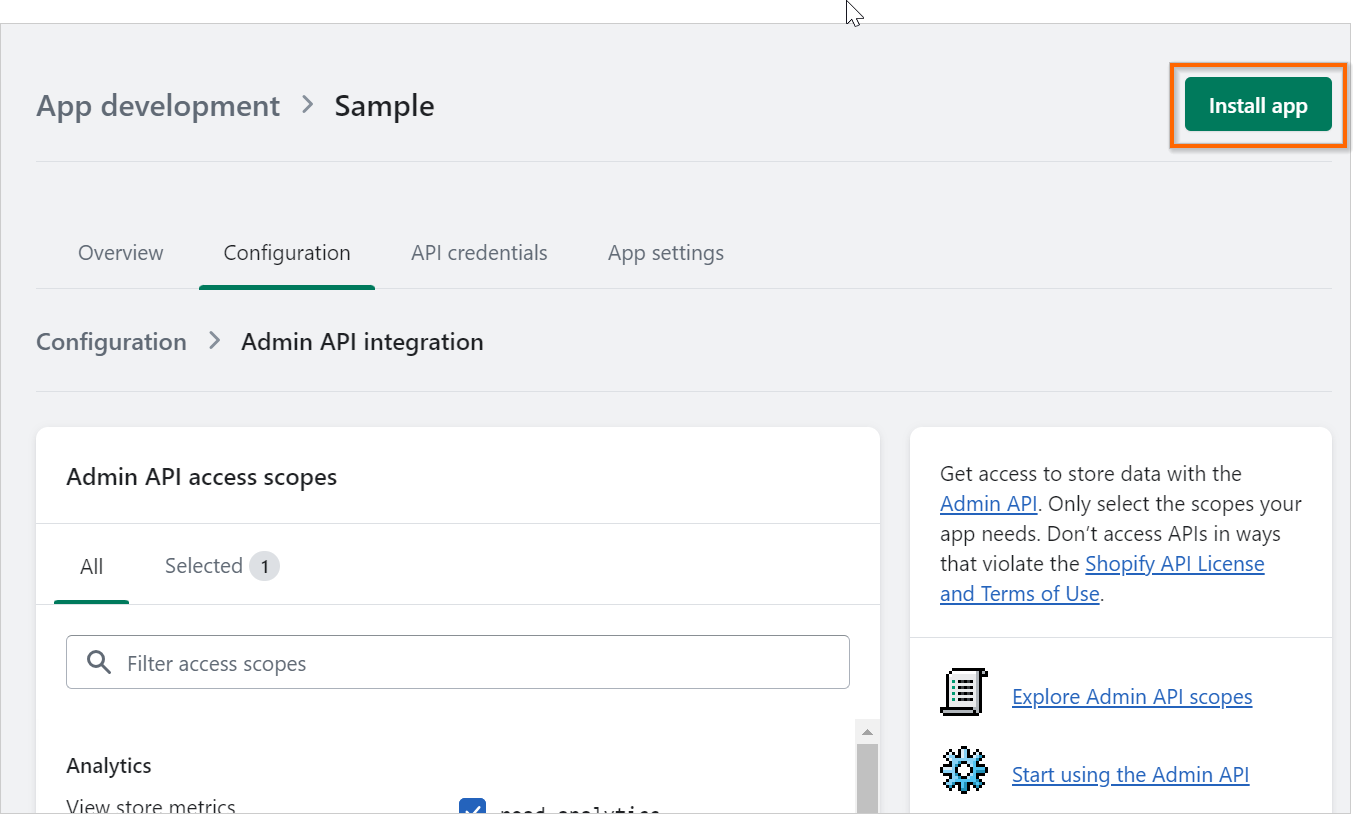 App development > Sample
Install app
Overview Configuration API credentials App settings
Configuration > Admin API integration
Admin API access scopes
All Selected 1
Filter access scopes
Analytics
View store metrics
read_analytics
Get access to store data with the
Admin API. Only select the scopes your
app needs. Don’t access APIs in ways
that violate the Shopify API License
and Terms of Use.
Explore Admin API scopes
Start using the Admin API